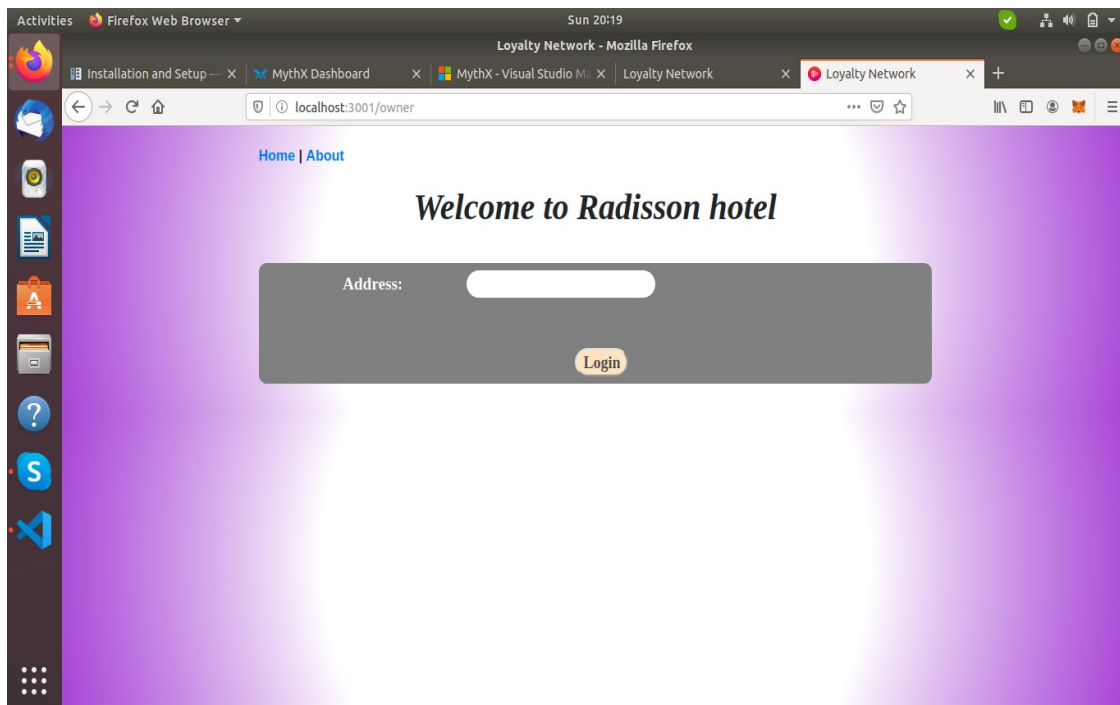 Activities Firefox Web Browser Sun 20:19
Loyalty Network - Mozilla Firefox
Installation and Setup — MythX Dashboard MythX - Visual Studio Ma Loyalty Network Loyalty Network
localhost:3001/owner
Home | About
Welcome to Radisson hotel
Address:
Login